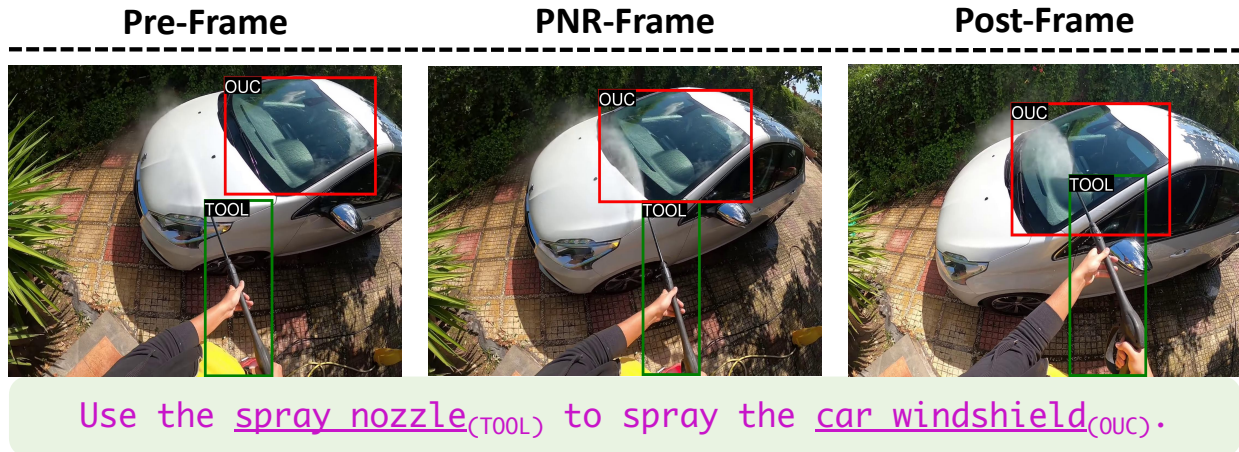 Pre-Frame PNR-Frame Post-Frame
OUC OUC OUC
TOOL TOOL TOOL
Use the spray nozzle(TOOL) to spray the car windshield(OUC).